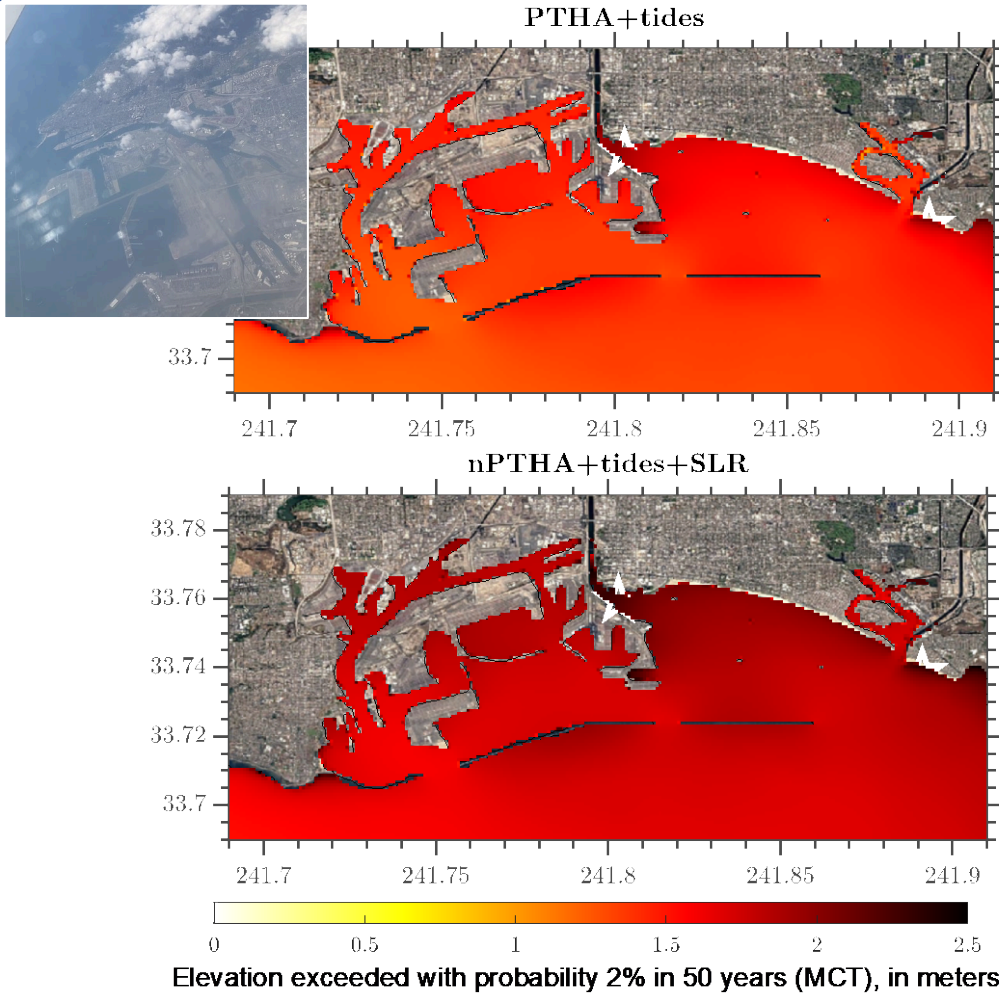 PTHA+tides
33.7
241.7 241.75 241.8 241.85 241.9
nPTHA+tides+SLR
33.78
33.76
33.74
33.72
33.7
241.7 241.75 241.8 241.85 241.9
0 0.5 1 1.5 2 2.5
Elevation exceeded with probability 2% in 50 years (MCT), in meters